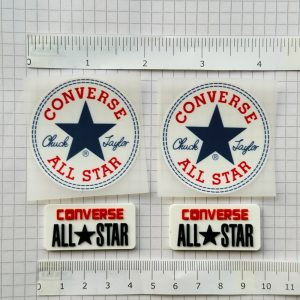 1 2 3 4
CONVERSE
Chuck Taylor
®
ALL STAR
CONVERSE
Chuck Taylor
®
ALL STAR
CONVERSE
ALL★STAR
CONVERSE
ALL★STAR
1 2 3 4 5 6 7 8 9 10 11